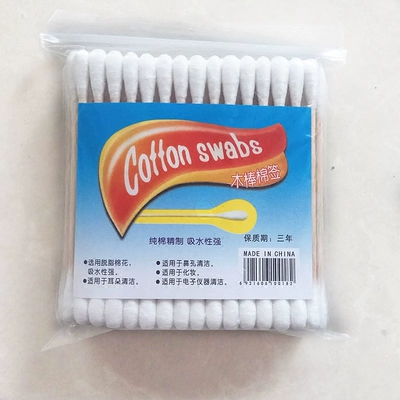 Cotton swabs
木棒棉签
纯棉精制 吸水性强
保质期：三年
MADE IN CHINA
●选用脱脂棉花，
吸水性强。
●适用于耳朵清洁。
●适用于鼻孔清洁。
●适用于化妆。
●适用于电子仪器清洁。